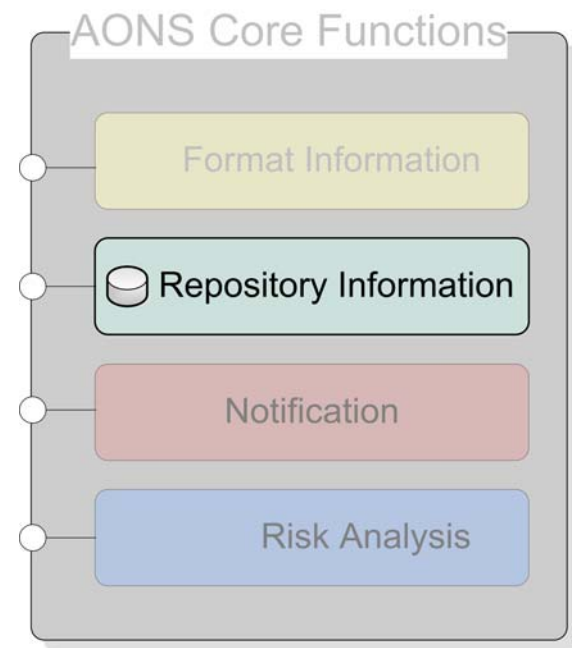 AONS Core Functions
Format Information
Repository Information
Notification
Risk Analysis